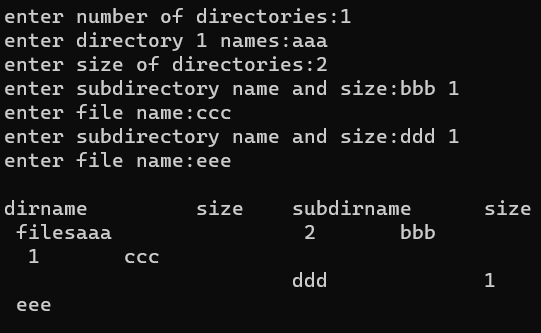 enter number of directories:1
enter directory 1 names:aaa
enter size of directories:2
enter subdirectory name and size:bbb 1
enter file name:ccc
enter subdirectory name and size:ddd 1
enter file name:eee
dirname size subdirname size
filesaaa 2 bbb
1 ccc
ddd 1
eee